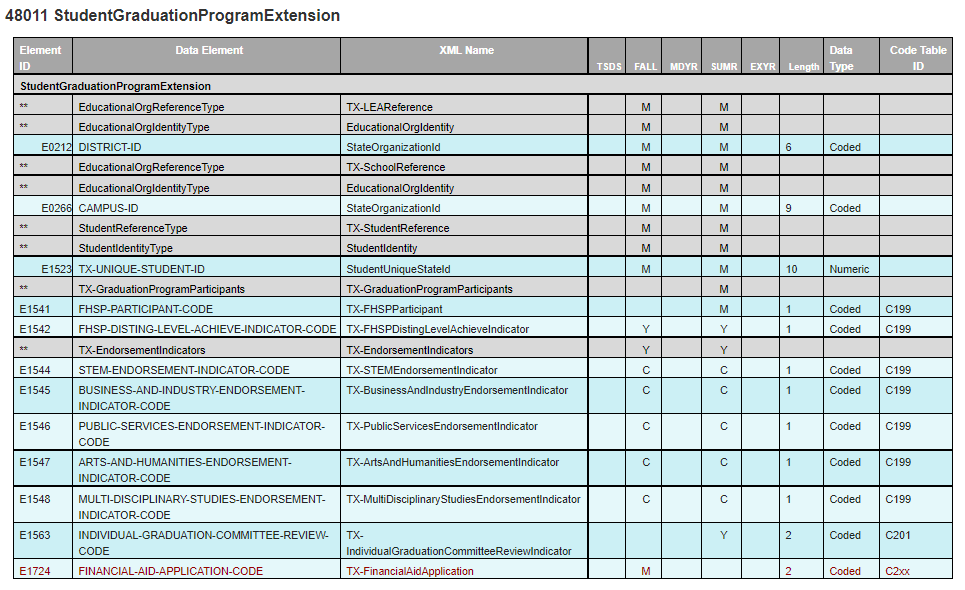 48011 StudentGraduationProgramExtension
Element ID Data Element XML Name TSDS FALL MDYR SUMR EXYR Length Data Type Code Table ID
StudentGraduationProgramExtension
** EducationalOrgReferenceType TX-LEAReference M M
** EducationalOrgIdentityType EducationalOrgIdentity M M
E0212 DISTRICT-ID StateOrganizationId M M 6 Coded
** EducationalOrgReferenceType TX-SchoolReference M M
** EducationalOrgIdentityType EducationalOrgIdentity M M
E0266 CAMPUS-ID StateOrganizationId M M 9 Coded
** StudentReferenceType TX-StudentReference M M
** StudentIdentityType StudentIdentity M M
E1523 TX-UNIQUE-STUDENT-ID StudentUniqueStateId M M 10 Numeric
** TX-GraduationProgramParticipants TX-GraduationProgramParticipants M
E1541 FHSP-PARTICIPANT-CODE TX-FHSPParticipant M 1 Coded C199
E1542 FHSP-DISTING-LEVEL-ACHIEVE-INDICATOR-CODE TX-FHSPDistingLevelAchieveIndicator Y Y 1 Coded C199
** TX-EndorsementIndicators TX-EndorsementIndicators Y Y
E1544 STEM-ENDORSEMENT-INDICATOR-CODE TX-STEMEndorsementIndicator C C 1 Coded C199
E1545 BUSINESS-AND-INDUSTRY-ENDORSEMENT- TX-BusinessAndIndustryEndorsementIndicator C C 1 Coded C199
INDICATOR-CODE
E1546 PUBLIC-SERVICES-ENDORSEMENT-INDICATOR- TX-PublicServicesEndorsementIndicator C C 1 Coded C199
CODE
E1547 ARTS-AND-HUMANITIES-ENDORSEMENT- TX-ArtsAndHumanitiesEndorsementIndicator C C 1 Coded C199
INDICATOR-CODE
E1548 MULTI-DISCIPLINARY-STUDIES-ENDORSEMENT- TX-MultiDisciplinaryStudiesEndorsementIndicator C C 1 Coded C199
INDICATOR-CODE
E1563 INDIVIDUAL-GRADUATION-COMMITTEE-REVIEW- TX- Y 2 Coded C201
CODE IndividualGraduationCommitteeReviewIndicator
E1724 FINANCIAL-AID-APPLICATION-CODE TX-FinancialAidApplication M 2 Coded C2xx